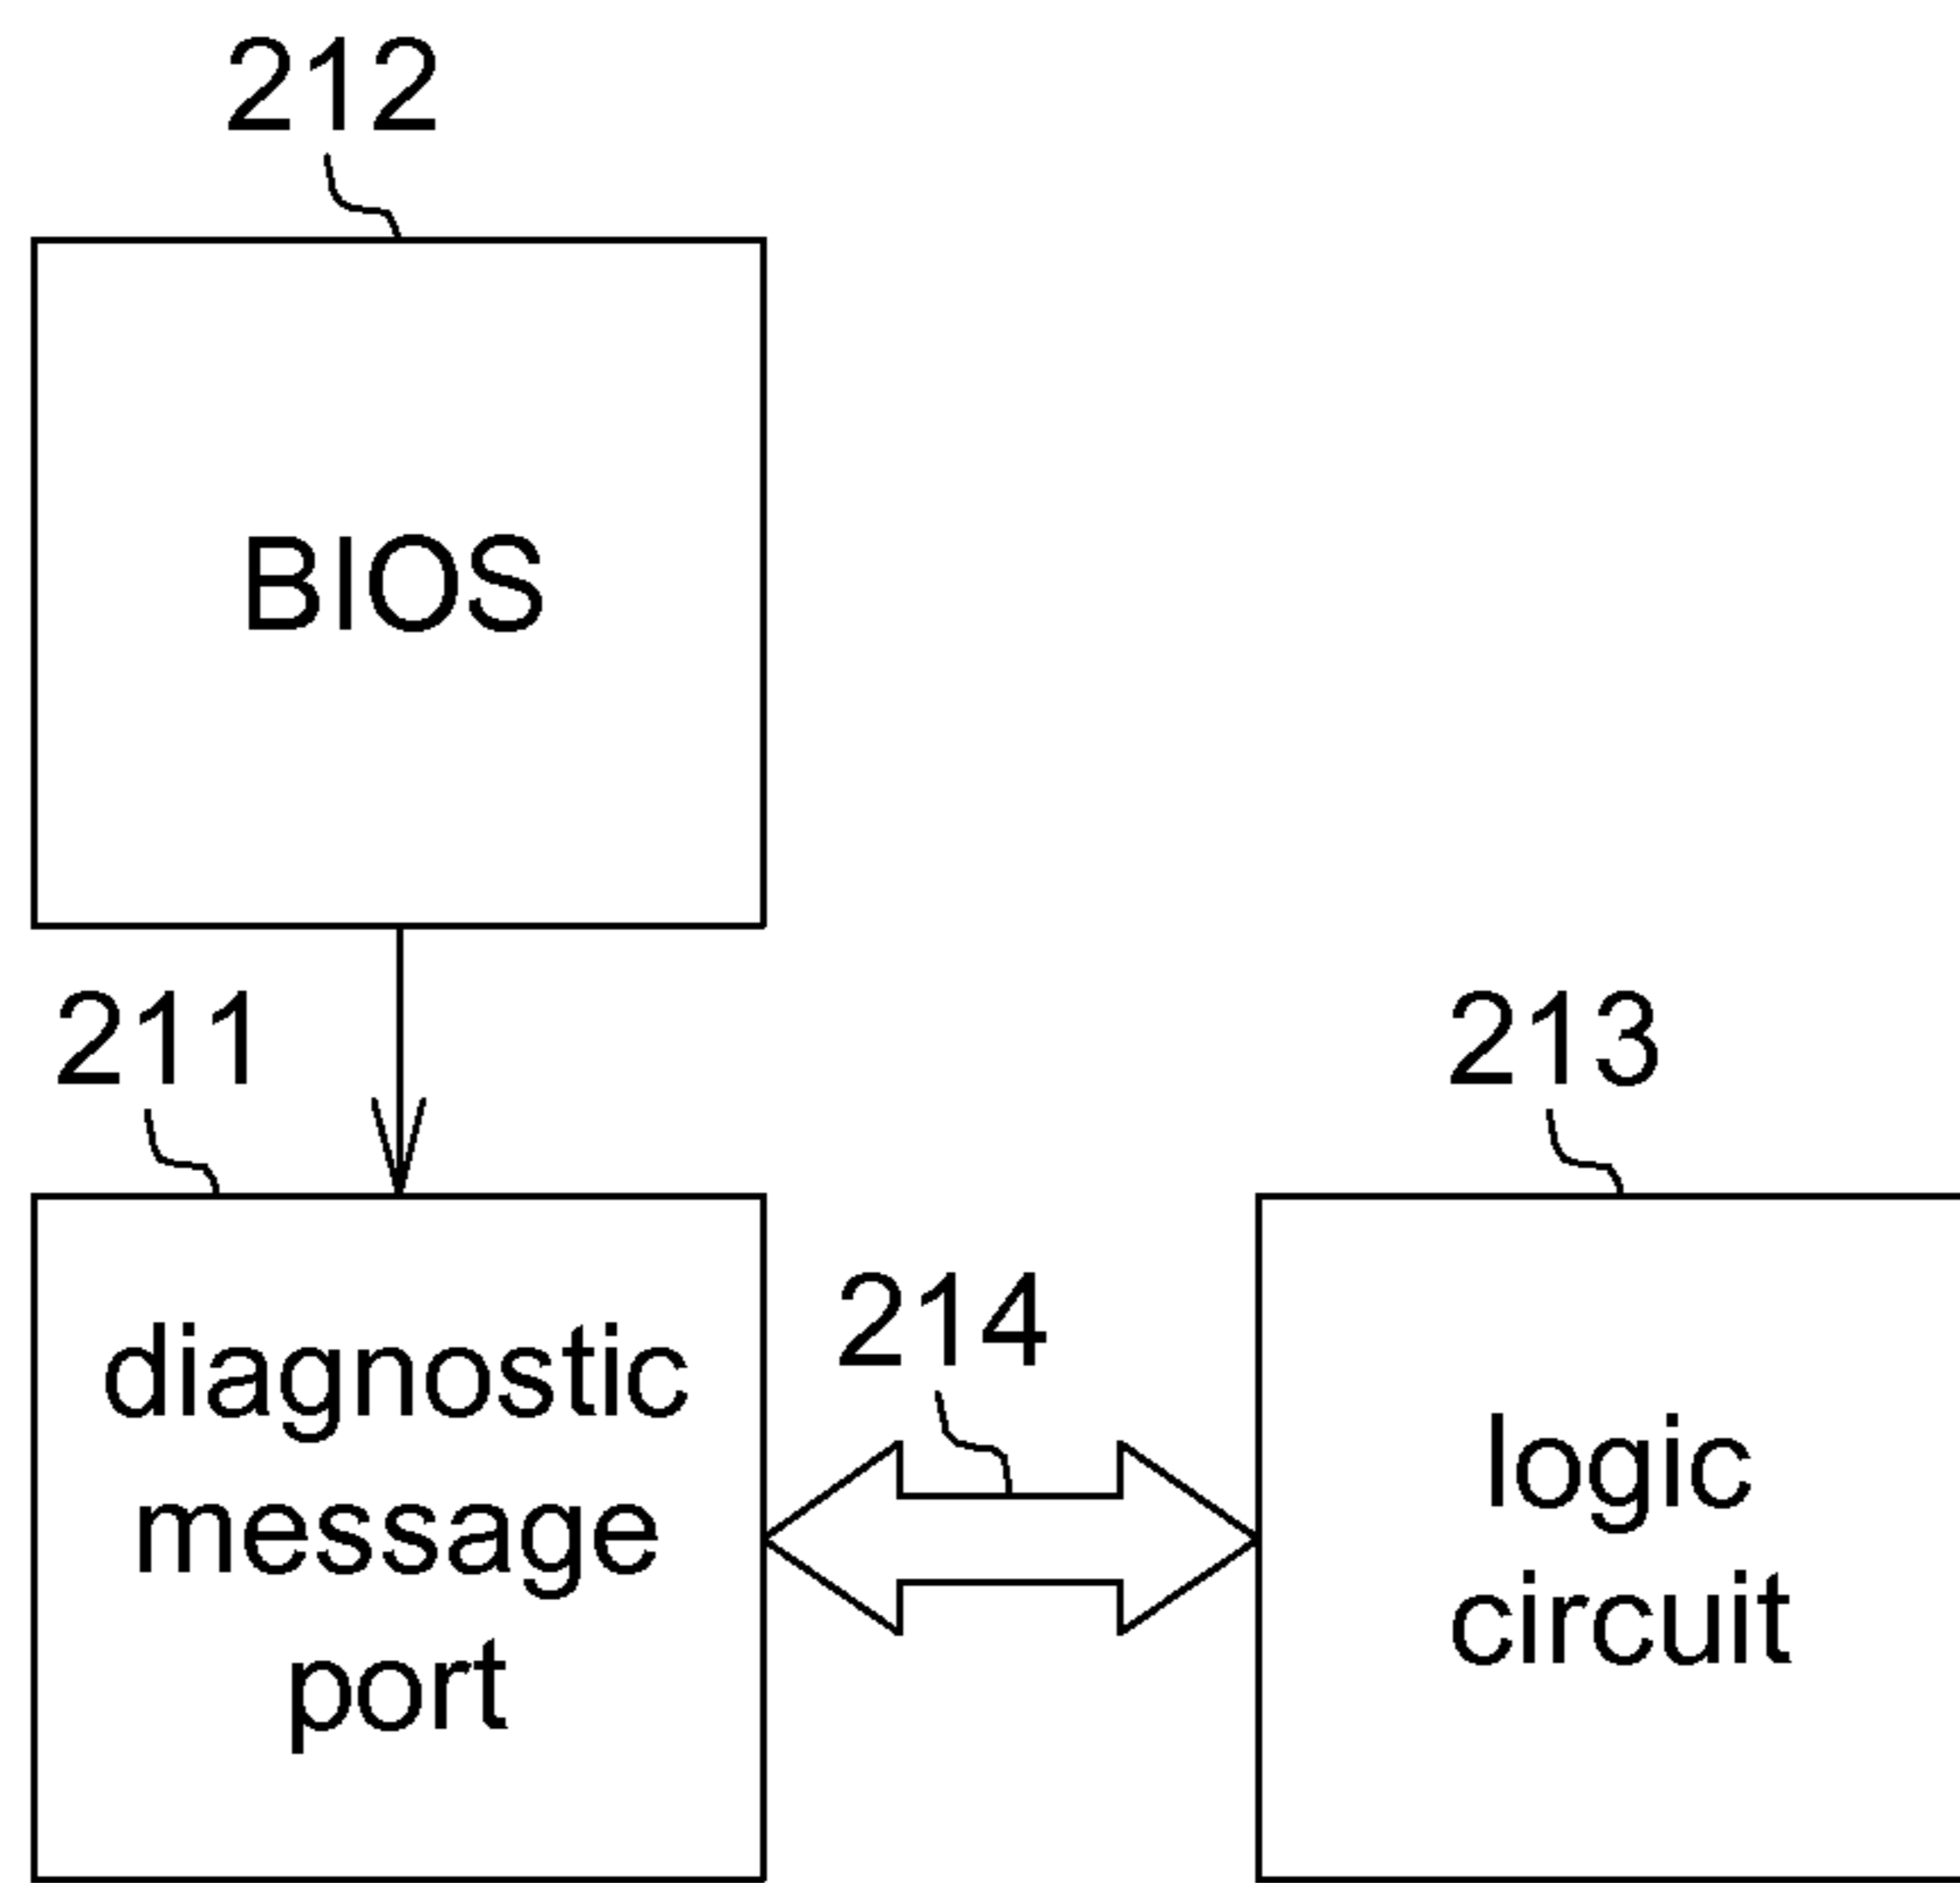 212
BIOS
211
213
diagnostic
message
port
214
logic
circuit